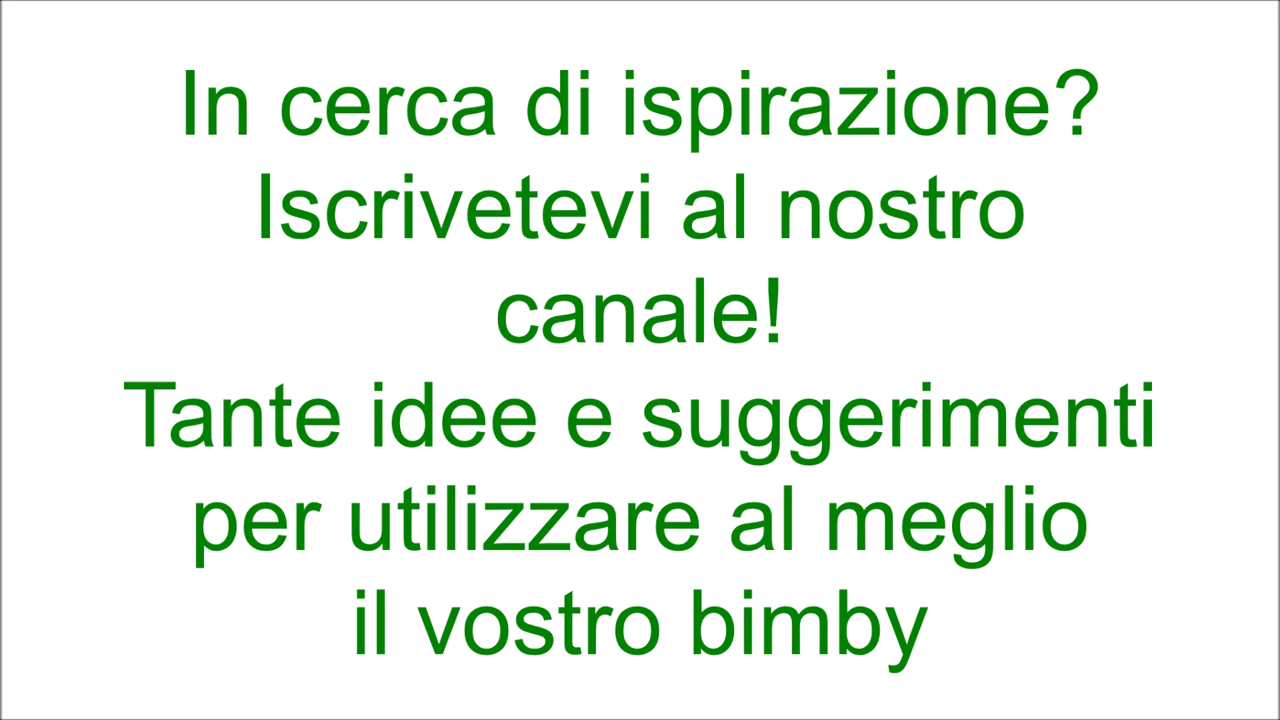 In cerca di ispirazione?
Iscrivetevi al nostro
canale!
Tante idee e suggerimenti
per utilizzare al meglio
il vostro bimby